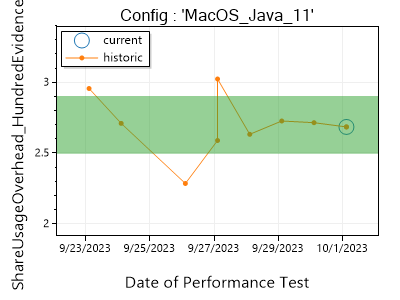 Config : 'MacOS_Java_11'
current
historic
ShareUsageOverhead_HundredEvidence
3
2.5
2
9/23/2023 9/25/2023 9/27/2023 9/29/2023 10/1/2023
Date of Performance Test